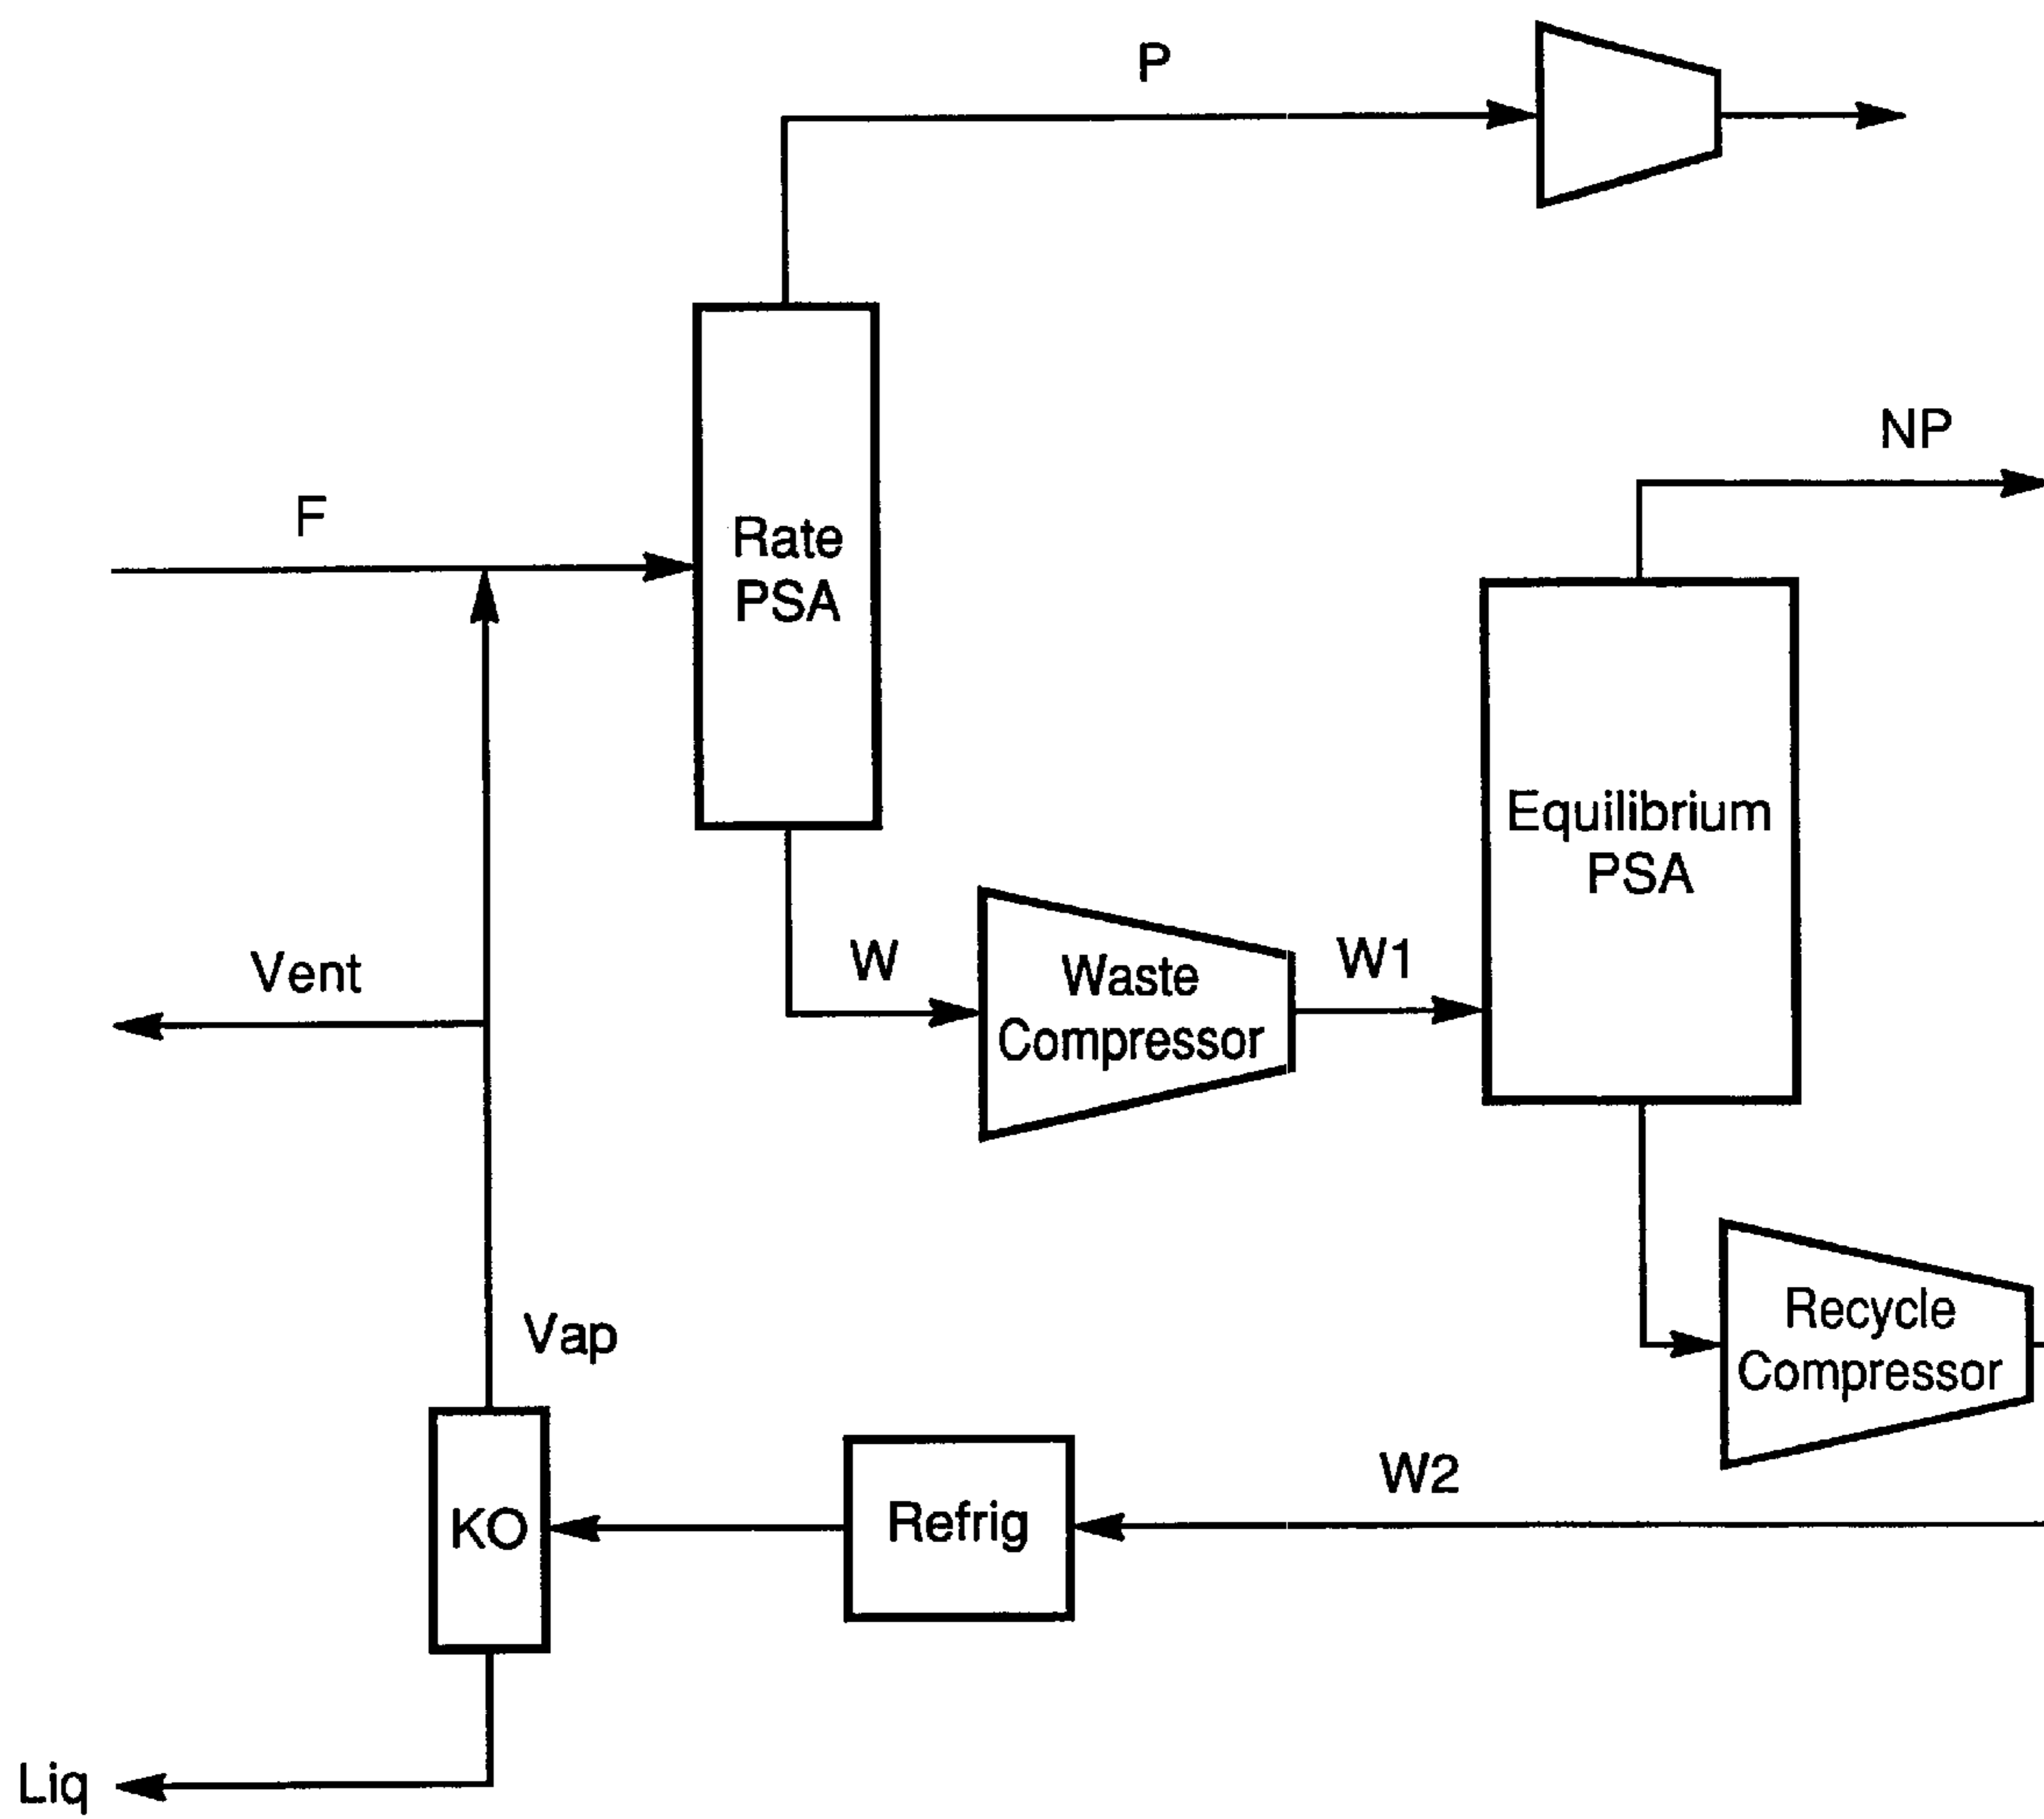 P
NP
F
Rate
PSA
Equilibrium
PSA
W
Waste
Compressor
W1
Vent
Vap
Recycle
Compressor
W2
KO
Refrig
Liq